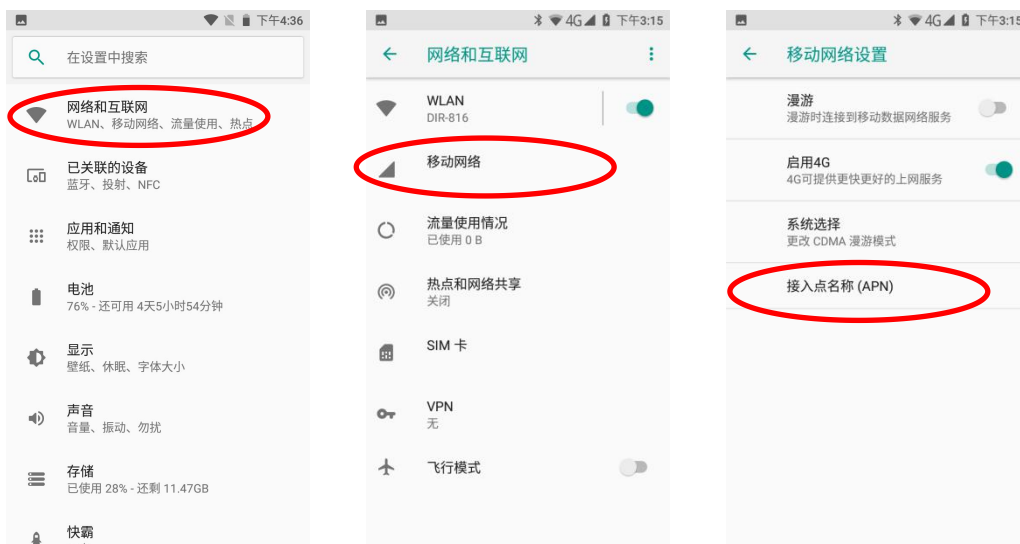 下午4:36
在设置中搜索
网络和互联网
WLAN、移动网络、流量使用、热点
已关联的设备
蓝牙、投射、NFC
应用和通知
权限、默认应用
电池
76% - 还可用 4天5小时54分钟
显示
壁纸、休眠、字体大小
声音
音量、振动、勿扰
存储
已使用 28% - 还剩 11.47GB
快霸
4G 下午3:15
网络和互联网
WLAN
DIR-816
移动网络
流量使用情况
已使用 0 B
热点和网络共享
关闭
SIM 卡
VPN
无
飞行模式
4G 下午3:15
移动网络设置
漫游
漫游时连接到移动数据网络服务
启用4G
4G可提供更快更好的上网服务
系统选择
更改 CDMA 漫游模式
接入点名称 (APN)